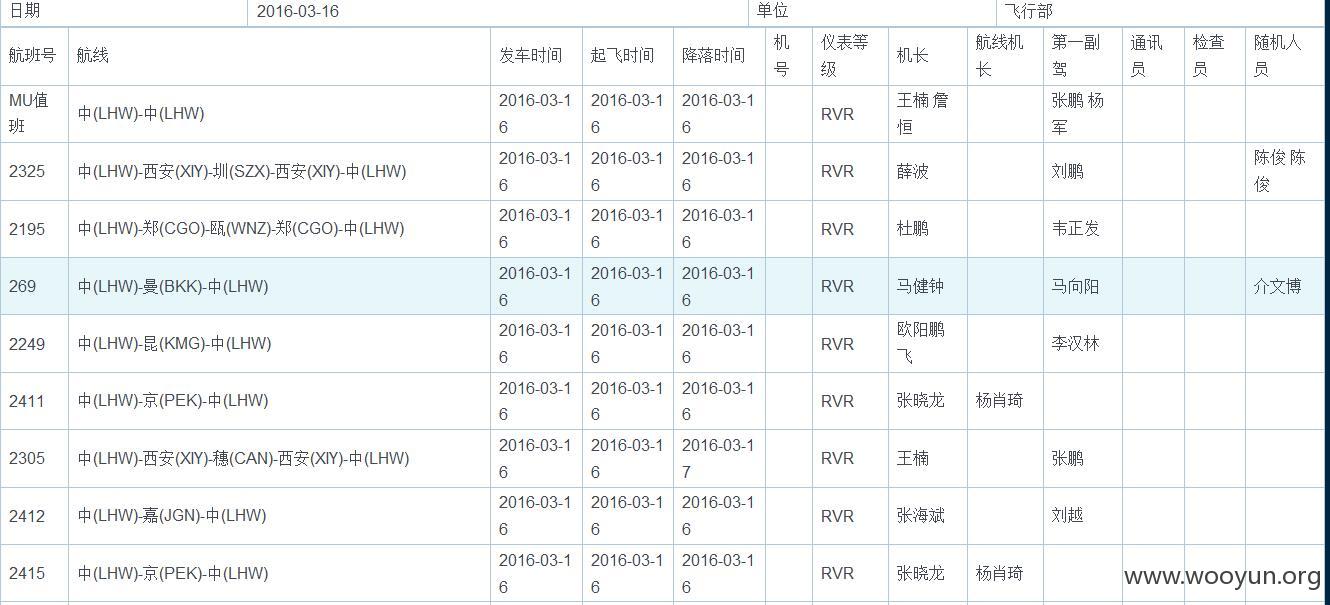 日期 2016-03-16 单位 飞行部
航班号 航线 发车时间 起飞时间 降落时间 机号 仪表等级 机长 航线机长 第一副驾 通讯员 检查员 随机人员
MU值班 中(LHW)-中(LHW) 2016-03-16 2016-03-16 2016-03-16 RVR 王楠 詹恒 张鹏 杨军
2325 中(LHW)-西安(XIY)-圳(SZX)-西安(XIY)-中(LHW) 2016-03-16 2016-03-16 2016-03-16 RVR 薛波 刘鹏 陈俊 陈俊
2195 中(LHW)-郑(CGO)-瓯(WNZ)-郑(CGO)-中(LHW) 2016-03-16 2016-03-16 2016-03-16 RVR 杜鹏 韦正发
269 中(LHW)-曼(BKK)-中(LHW) 2016-03-16 2016-03-16 2016-03-16 RVR 马健钟 马向阳 介文博
2249 中(LHW)-昆(KMG)-中(LHW) 2016-03-16 2016-03-16 2016-03-16 RVR 欧阳鹏飞 李汉林
2411 中(LHW)-京(PEK)-中(LHW) 2016-03-16 2016-03-16 2016-03-16 RVR 张晓龙 杨肖琦
2305 中(LHW)-西安(XIY)-穗(CAN)-西安(XIY)-中(LHW) 2016-03-16 2016-03-16 2016-03-17 RVR 王楠 张鹏
2412 中(LHW)-嘉(JGN)-中(LHW) 2016-03-16 2016-03-16 2016-03-16 RVR 张海斌 刘越
2415 中(LHW)-京(PEK)-中(LHW) 2016-03-16 2016-03-16 2016-03-16 RVR 张晓龙 杨肖琦
www.wooyun.org